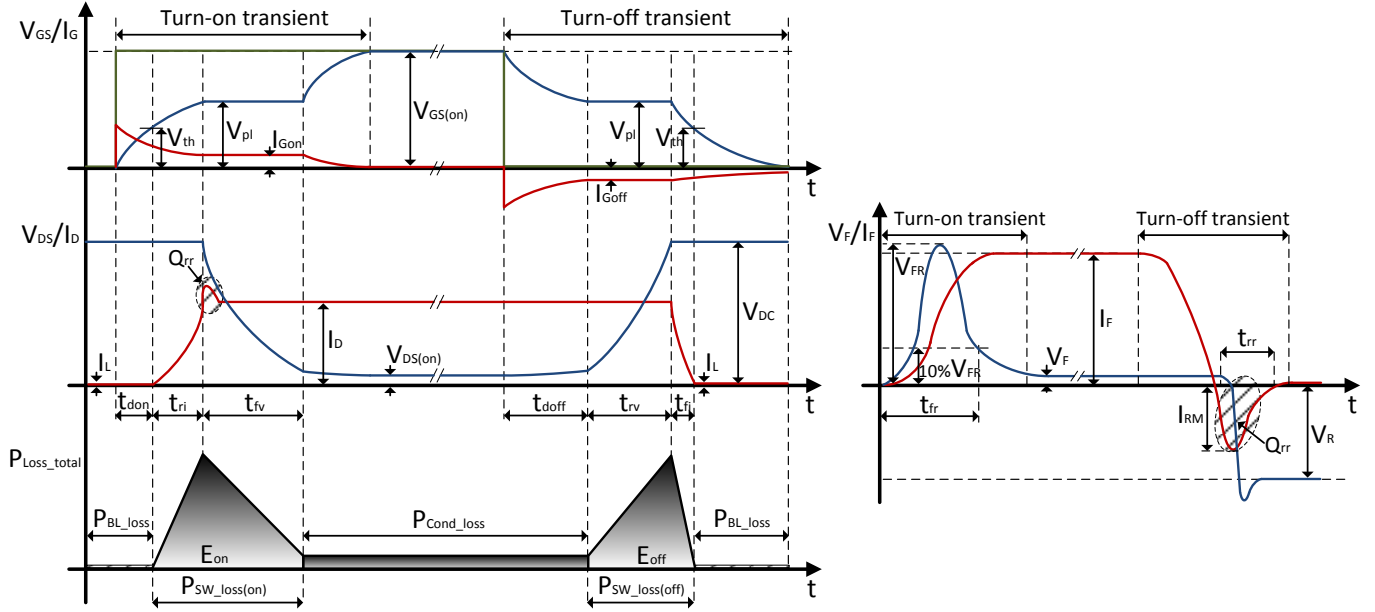 VGS/IG
Turn-on transient
Turn-off transient
Vth
Vpl
IGon
VGS(on)
Vpl
Vth
IGoff
t
VDS/ID
Qrr
IL
ID
VDS(on)
VDC
IL
tdon
tri
tfv
tdoff
trv
tfi
t
PLoss_total
PBL_loss
PCond_loss
PBL_loss
Eon
Eoff
PSW_loss(on)
PSW_loss(off)
t
VF/IF
Turn-on transient
Turn-off transient
VFR
IF
trr
10%VFR
VF
t
tfr
IRM
Qrr
VR